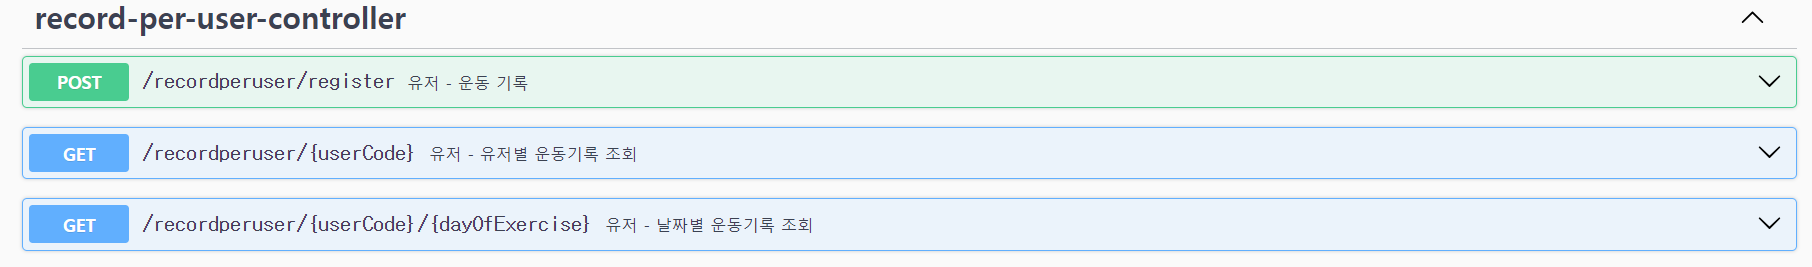 record-per-user-controller
POST /recordperuser/register 유저 - 운동 기록
GET /recordperuser/{userCode} 유저 - 유저별 운동기록 조회
GET /recordperuser/{userCode}/{dayOfExercise} 유저 - 날짜별 운동기록 조회